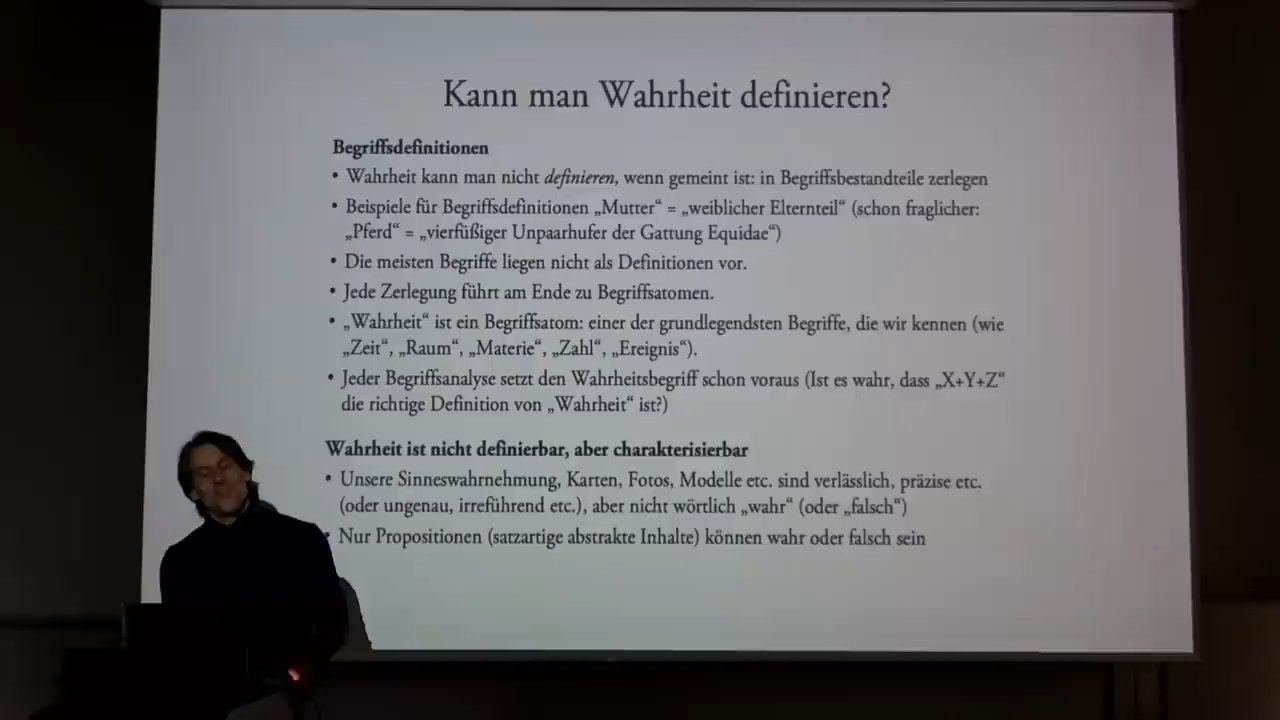 Kann man Wahrheit definieren?
Begriffsdefinitionen
• Wahrheit kann man nicht definieren, wenn gemeint ist: in Begriffsbestandteile zerlegen
• Beispiele für Begriffsdefinitionen „Mutter“ = „weiblicher Elternteil“ (schon fraglicher:
„Pferd“ = „vierfüßiger Unpaarhufer der Gattung Equidae“)
• Die meisten Begriffe liegen nicht als Definitionen vor.
• Jede Zerlegung führt am Ende zu Begriffsatomen.
• „Wahrheit“ ist ein Begriffsatom: einer der grundlegendsten Begriffe, die wir kennen (wie
„Zeit“, „Raum“, „Materie“, „Zahl“, „Ereignis“).
• Jeder Begriffsanalyse setzt den Wahrheitsbegriff schon voraus (Ist es wahr, dass „X+Y+Z“
die richtige Definition von „Wahrheit“ ist?)
Wahrheit ist nicht definierbar, aber charakterisierbar
• Unsere Sinneswahrnehmung, Karten, Fotos, Modelle etc. sind verlässlich, präzise etc.
(oder ungenau, irreführend etc.), aber nicht wörtlich „wahr“ (oder „falsch“)
• Nur Propositionen (satzartige abstrakte Inhalte) können wahr oder falsch sein